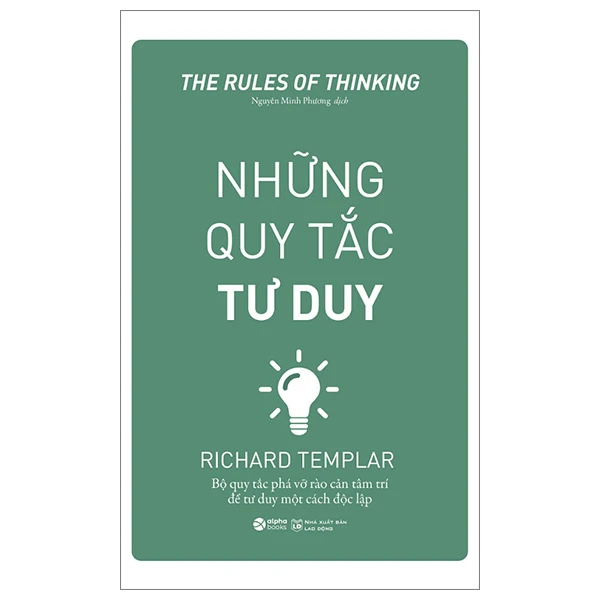 THE RULES OF THINKING
Nguyễn Minh Phương dịch
NHỮNG
QUY TẮC
TƯ DUY
RICHARD TEMPLAR
Bộ quy tắc phá vỡ rào cản tâm trí
để tư duy một cách độc lập
alpha books
LD
NHÀ XUẤT BẢN
LAO ĐỘNG